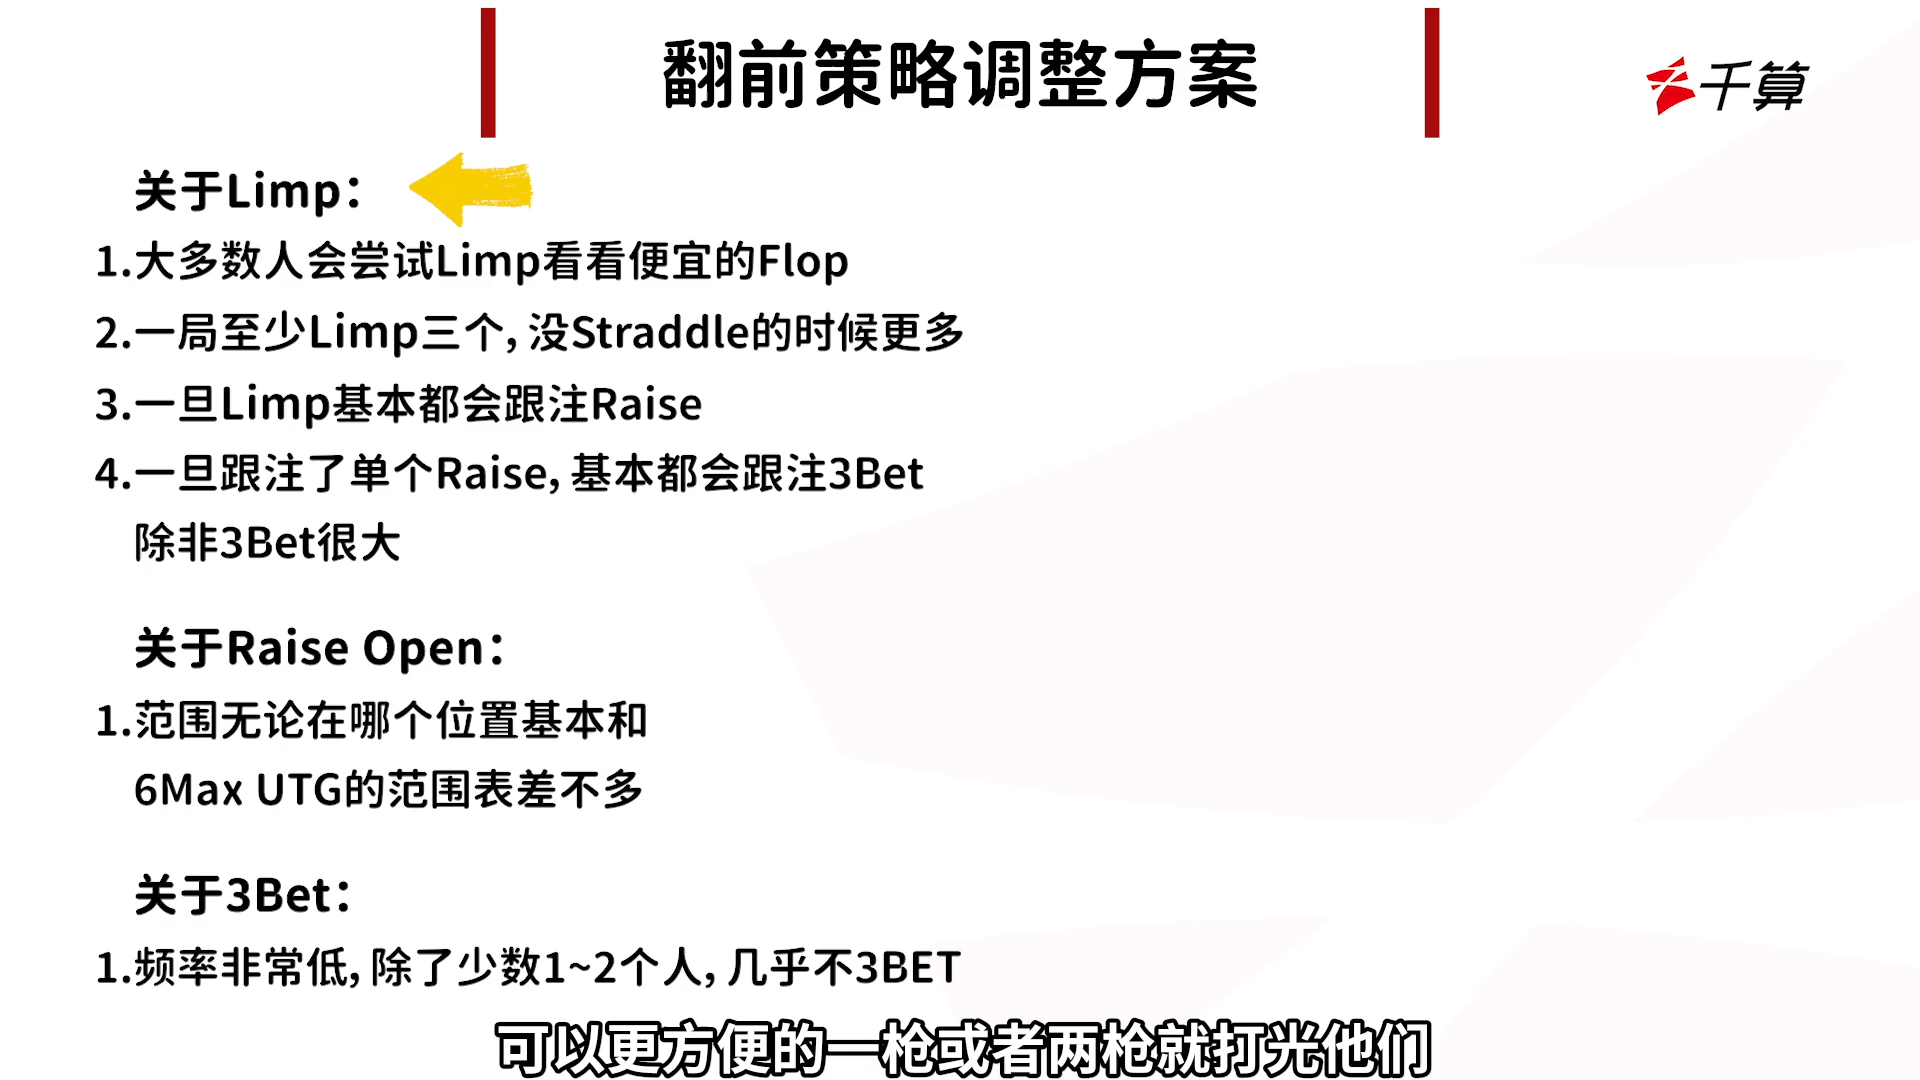 翻前策略调整方案
千算
关于Limp：
1.大多数人会尝试Limp看看便宜的Flop
2.一局至少Limp三个，没Straddle的时候更多
3.一旦Limp基本都会跟注Raise
4.一旦跟注了单个Raise，基本都会跟注3Bet
除非3Bet很大
关于Raise Open：
1.范围无论在哪个位置基本和
6Max UTG的范围表差不多
关于3Bet：
1.频率非常低，除了少数1~2个人，几乎不3BET
可以更方便的一枪或者两枪就打光他们